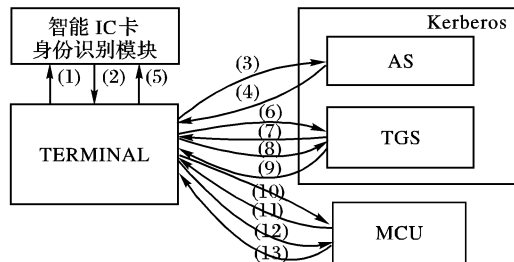 智能 IC卡
身份识别模块
Kerberos
(1)
(2)
(5)
(3)
AS
(4)
TERMINAL
(6)
(7)
TGS
(8)
(9)
(10)
(11)
MCU
(12)
(13)